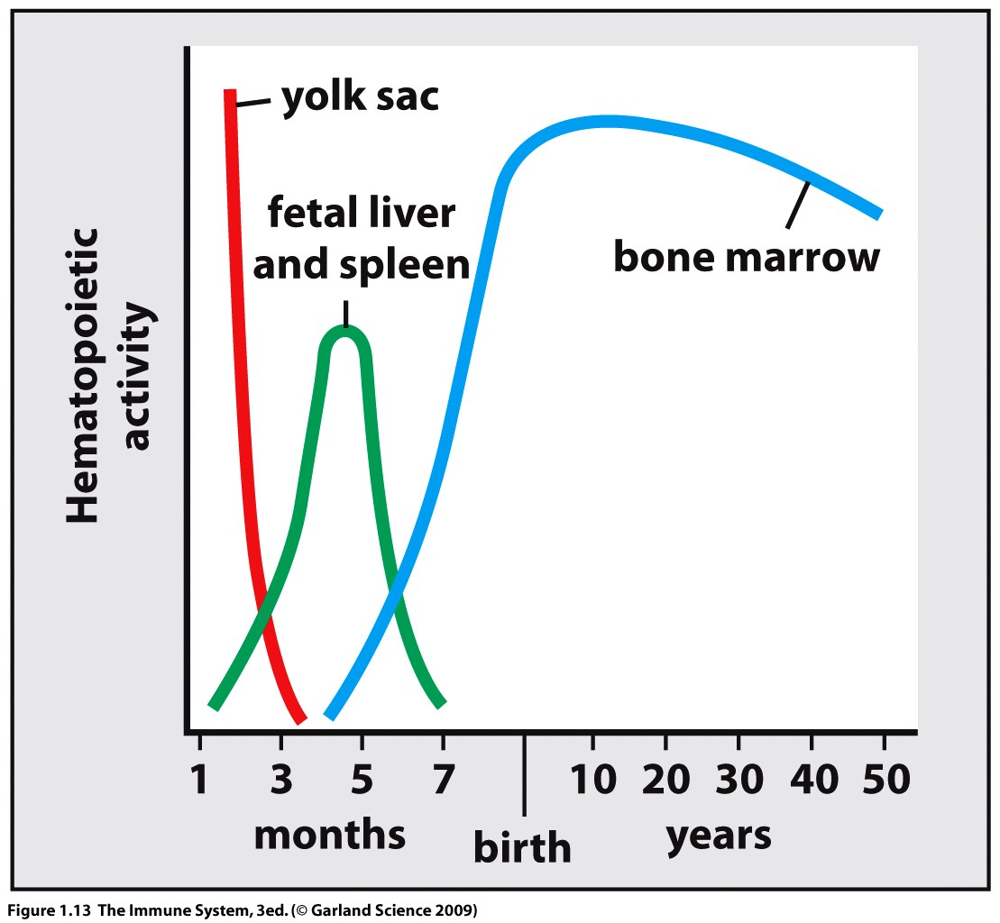 yolk sac
fetal liver
and spleen
bone marrow
Hematopoietic
activity
1 3 5 7 10 20 30 40 50
months birth years
Figure 1.13 The Immune System, 3ed. (© Garland Science 2009)